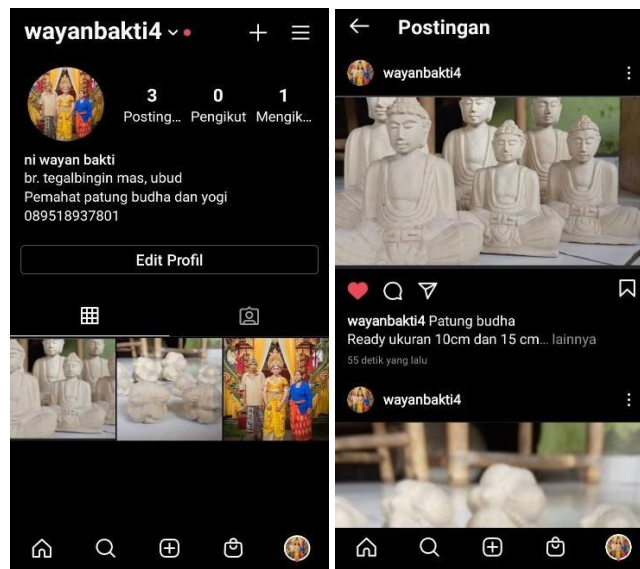 wayanbakti4
3 0 1
Posting... Pengikut Mengik...
ni wayan bakti
br. tegalbingin mas, ubud
Pemahat patung budha dan yogi
089518937801
Edit Profil
Postingan
wayanbakti4
wayanbakti4 Patung budha
Ready ukuran 10cm dan 15 cm... lainnya
55 detik yang lalu
wayanbakti4